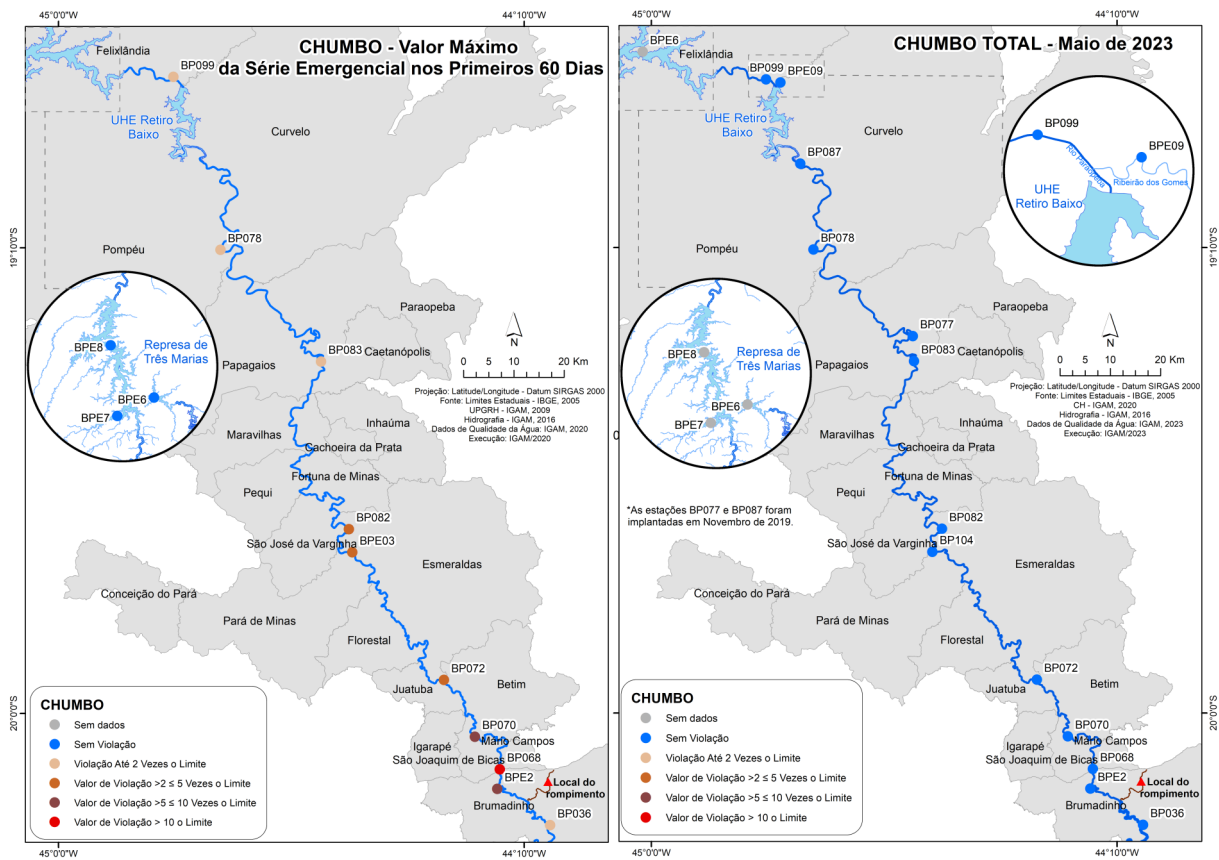 45°0'0"W
44°10'0"W
CHUMBO - Valor Máximo
da Série Emergencial nos Primeiros 60 Dias
Felixlândia
BP099
UHE Retiro
Baixo
Curvelo
19°10'0"S
BP078
Pompéu
Paraopeba
BPE8
Represa de
Três Marias
BPE6
BPE7
BP083
Caetanópolis
Papagaios
N
0 5 10 20 Km
Projeção: Latitude/Longitude - Datum SIRGAS 2000
Fonte: Limites Estaduais - IBGE, 2005
UPGRH - IGAM, 2009
Hidrografia - IGAM, 2016
Dados de Qualidade da Água: IGAM, 2020
Execução: IGAM/2020
Maravilhas
Inhaúma
Cachoeira da Prata
Fortuna de Minas
Pequi
BP082
São José da Varginha
BPE03
Esmeraldas
Conceição do Pará
Pará de Minas
Florestal
BP072
Juatuba
Betim
20°0'0"S
BP070
Igarapé
Mário Campos
São Joaquim de Bicas
BP068
BPE2
Local do
rompimento
Brumadinho
BP036
CHUMBO
Sem dados
Sem Violação
Violação Até 2 Vezes o Limite
Valor de Violação >2 ≤ 5 Vezes o Limite
Valor de Violação >5 ≤ 10 Vezes o Limite
Valor de Violação > 10 o Limite
45°0'0"W
44°10'0"W
45°0'0"W
44°10'0"W
CHUMBO TOTAL - Maio de 2023
BPE6
Felixlândia
BP099
BPE09
UHE Retiro
Baixo
Curvelo
BP087
BP099
BPE09
Rio Paraopeba
Ribeirão dos Gomes
UHE
Retiro Baixo
19°10'0"S
BP078
Pompéu
Paraopeba
BPE8
Represa de
Três Marias
BPE6
BPE7
BP077
BP083
Caetanópolis
Papagaios
N
0 5 10 20 Km
Projeção: Latitude/Longitude - Datum SIRGAS 2000
Fonte: Limites Estaduais - IBGE, 2005
CH - IGAM, 2020
Hidrografia - IGAM, 2016
Dados de Qualidade da Água: IGAM, 2023
Execução: IGAM/2023
Maravilhas
Inhaúma
Cachoeira da Prata
Fortuna de Minas
Pequi
*As estações BP077 e BP087 foram
implantadas em Novembro de 2019.
BP082
São José da Varginha
BP104
Esmeraldas
Conceição do Pará
Pará de Minas
Florestal
BP072
Juatuba
Betim
20°0'0"S
BP070
Igarapé
Mário Campos
São Joaquim de Bicas
BP068
BPE2
Local do
rompimento
Brumadinho
BP036
CHUMBO
Sem dados
Sem Violação
Violação Até 2 Vezes o Limite
Valor de Violação >2 ≤ 5 Vezes o Limite
Valor de Violação >5 ≤ 10 Vezes o Limite
Valor de Violação > 10 o Limite
45°0'0"W
44°10'0"W